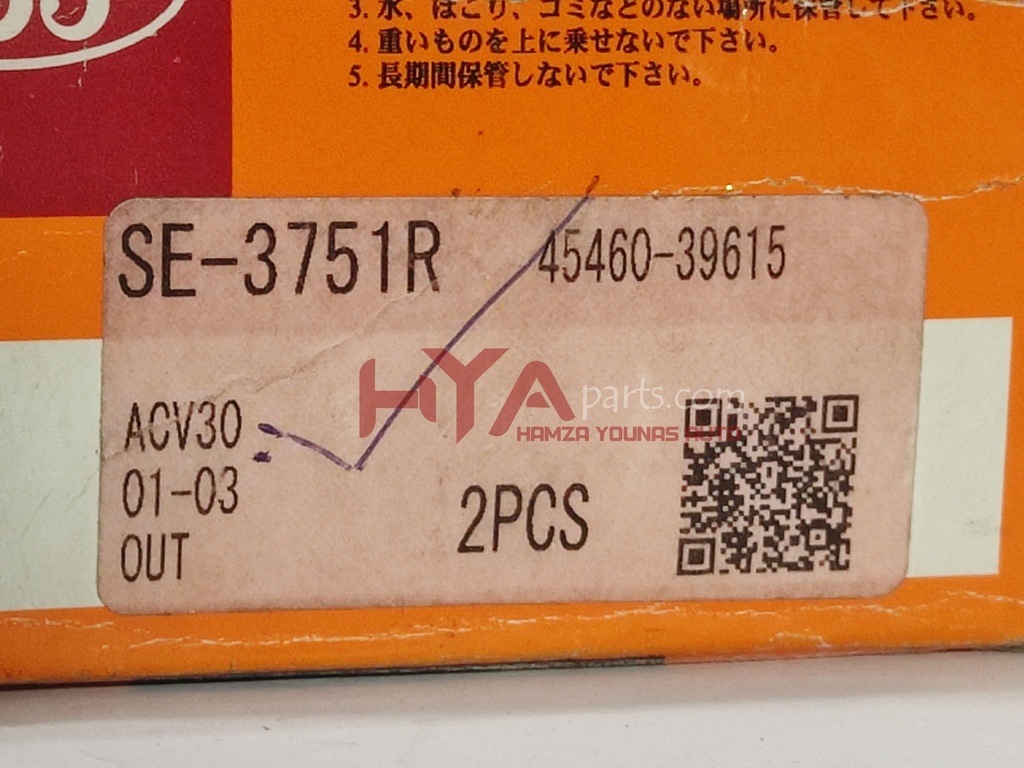 555
3. 水、ほこり、ゴミなどのない場所に保管して下さい。
4. 重いものを上に乗せないで下さい。
5. 長期間保管しないで下さい。
SE-3751R 45460-39615
HYAparts.com
HAMZA YOUNAS AUTO
ACV30
01-03
2PCS
OUT